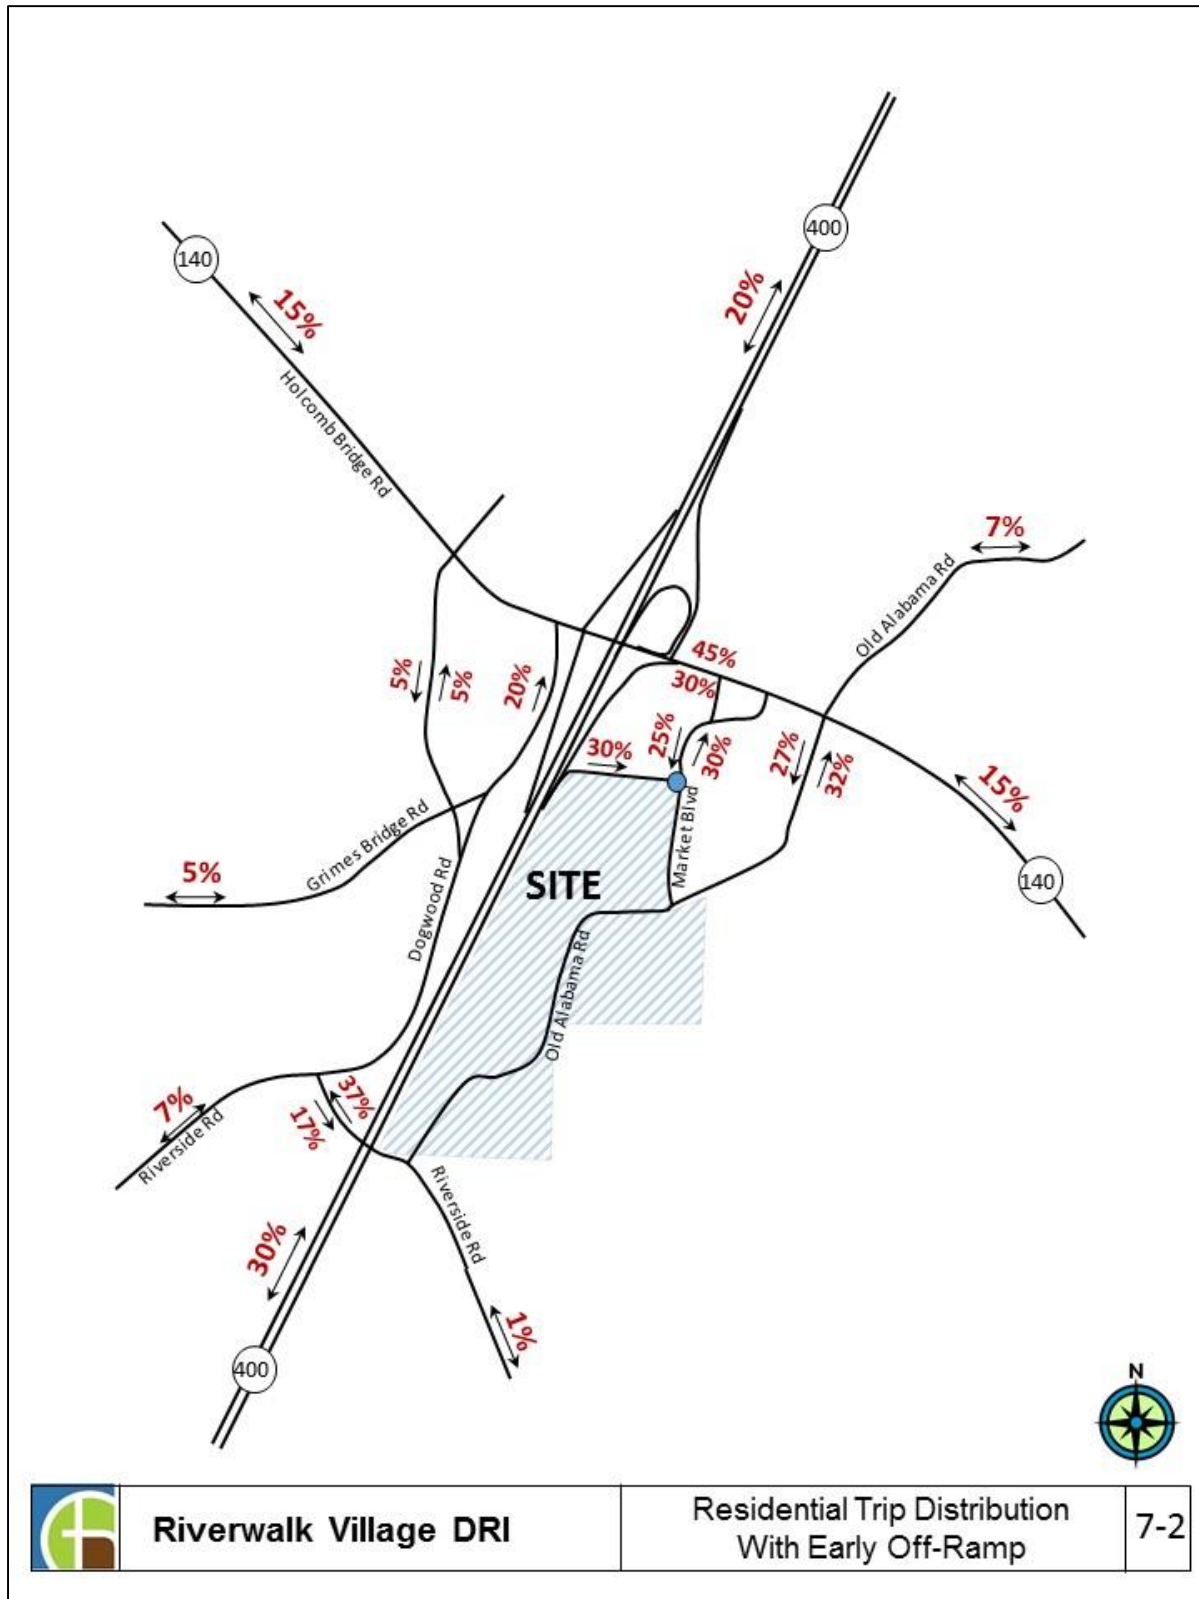 400
140
20%
15%
Holcomb Bridge Rd
7%
Old Alabama Rd
45%
5%
5%
20%
30%
25%
30%
30%
27%
32%
15%
Market Blvd
Grimes Bridge Rd
5%
SITE
140
Dogwood Rd
Old Alabama Rd
37%
7%
17%
Riverside Rd
Riverside Rd
30%
1%
400
N
Riverwalk Village DRI
Residential Trip Distribution
With Early Off-Ramp
7-2